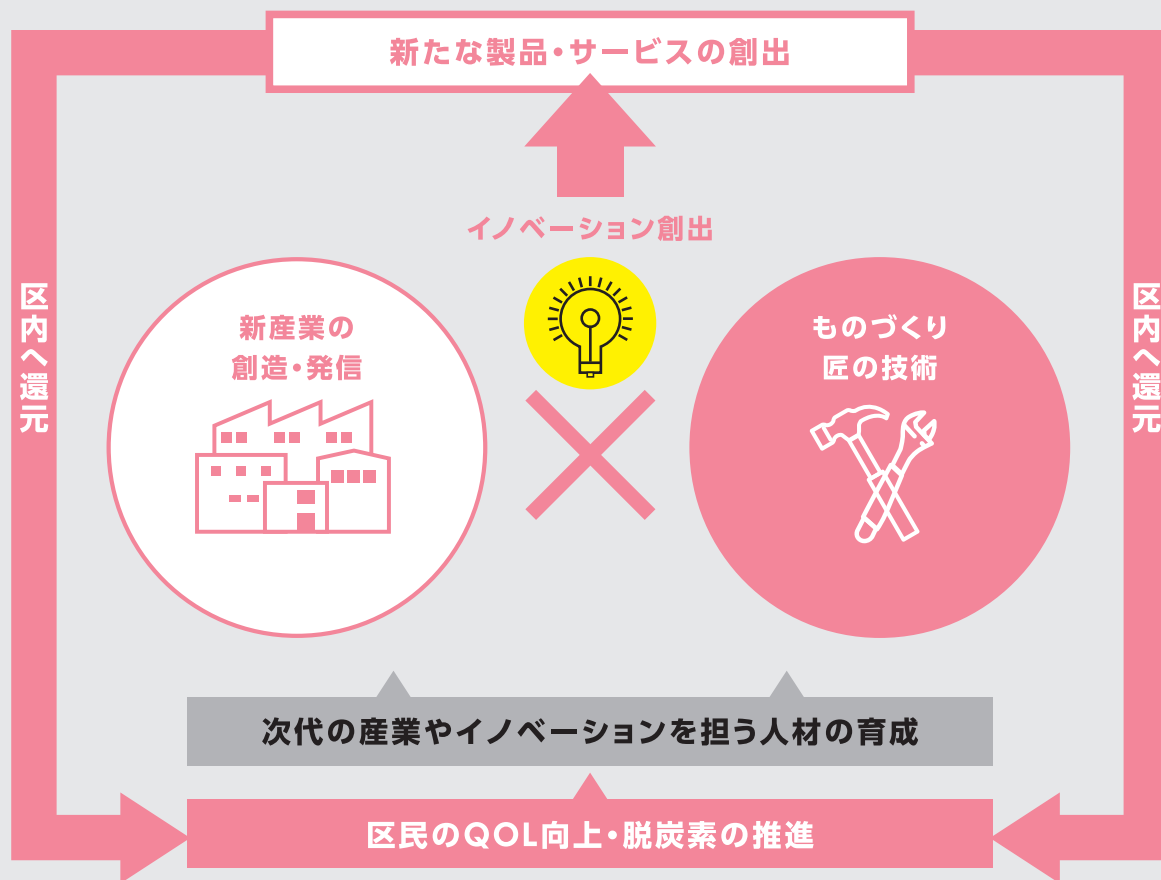 新たな製品・サービスの創出
イノベーション創出
区内へ還元
新産業の
創造・発信
ものづくり
匠の技術
区内へ還元
次代の産業やイノベーションを担う人材の育成
区民のQOL向上・脱炭素の推進